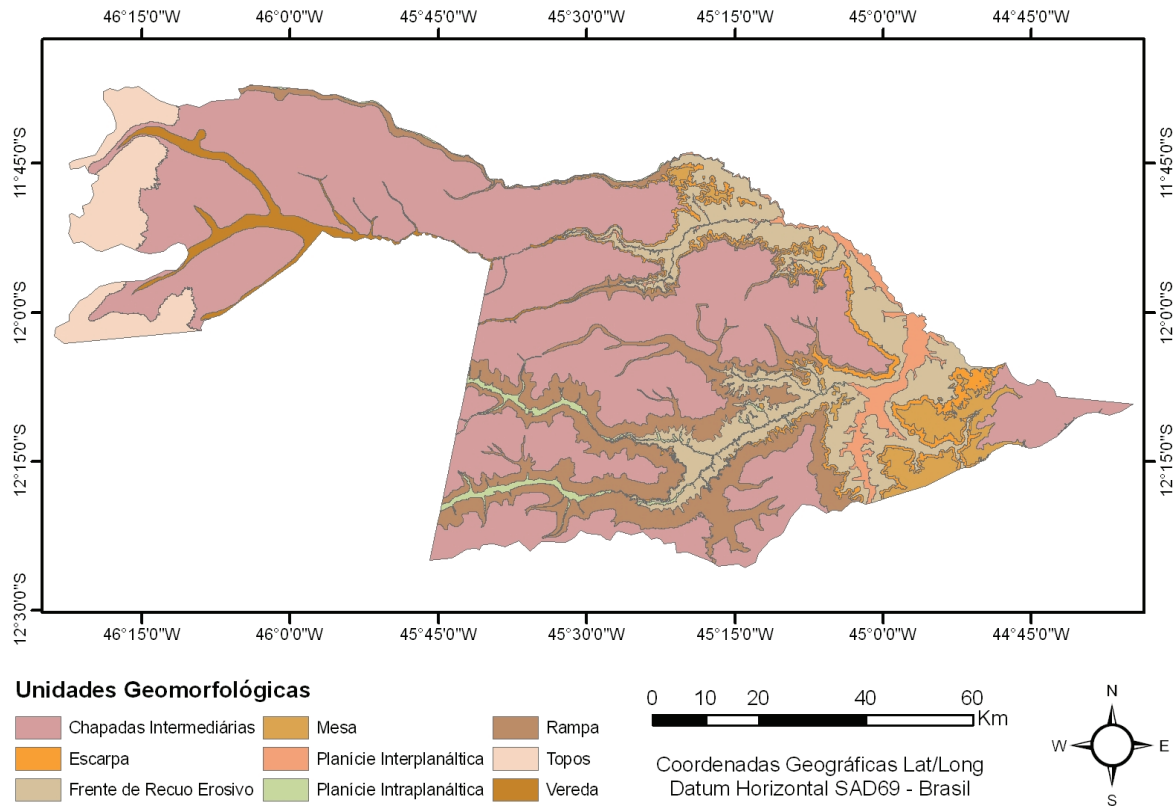 46°15'0"W 46°0'0"W 45°45'0"W 45°30'0"W 45°15'0"W 45°0'0"W 44°45'0"W
11°45'0"S 11°45'0"S
12°0'0"S 12°0'0"S
12°15'0"S 12°15'0"S
12°30'0"S
46°15'0"W 46°0'0"W 45°45'0"W 45°30'0"W 45°15'0"W 45°0'0"W 44°45'0"W
Unidades Geomorfológicas
Chapadas Intermediárias Mesa Rampa
Escarpa Planície Interplanáltica Topos
Frente de Recuo Erosivo Planície Intraplanáltica Vereda
0 10 20 40 60
Km
Coordenadas Geográficas Lat/Long
Datum Horizontal SAD69 - Brasil
N
W E
S